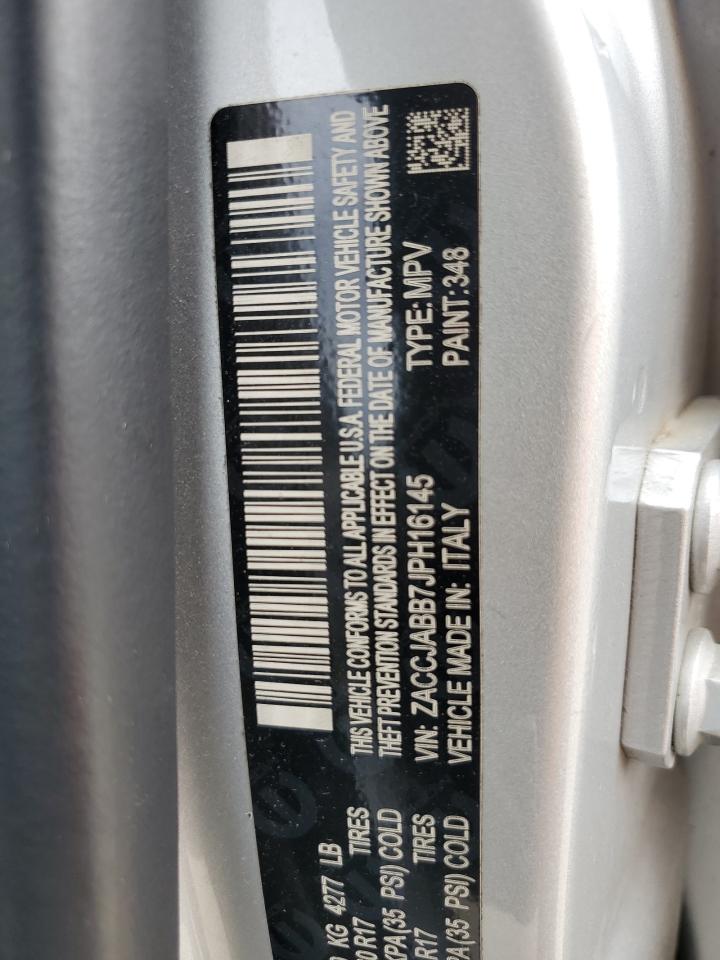 KG 4277 LB
R17 TIRES
KPA(35 PSI) COLD
R17 TIRES
(35 PSI) COLD
THIS VEHICLE CONFORMS TO ALL APPLICABLE U.S.A. FEDERAL MOTOR VEHICLE SAFETY AND
THEFT PREVENTION STANDARDS IN EFFECT ON THE DATE OF MANUFACTURE SHOWN ABOVE
VIN: ZACCJABB7JPH16145 TYPE: MPV
VEHICLE MADE IN: ITALY PAINT: 348